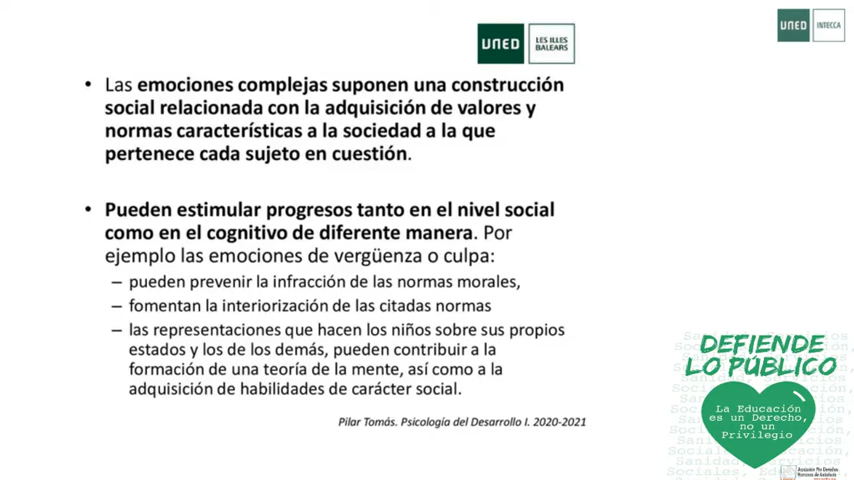 UNED
LES ILLES
BALEARS
UNED
INTECCA
• Las emociones complejas suponen una construcción
social relacionada con la adquisición de valores y
normas características a la sociedad a la que
pertenece cada sujeto en cuestión.
• Pueden estimular progresos tanto en el nivel social
como en el cognitivo de diferente manera. Por
ejemplo las emociones de vergüenza o culpa:
– pueden prevenir la infracción de las normas morales,
– fomentan la interiorización de las citadas normas
– las representaciones que hacen los niños sobre sus propios
estados y los de los demás, pueden contribuir a la
formación de una teoría de la mente, así como a la
adquisición de habilidades de carácter social.
Pilar Tomás. Psicología del Desarrollo I. 2020-2021
DEFIENDE
LO PÚBLICO
La Educación
es un Derecho,
no un
Privilegio